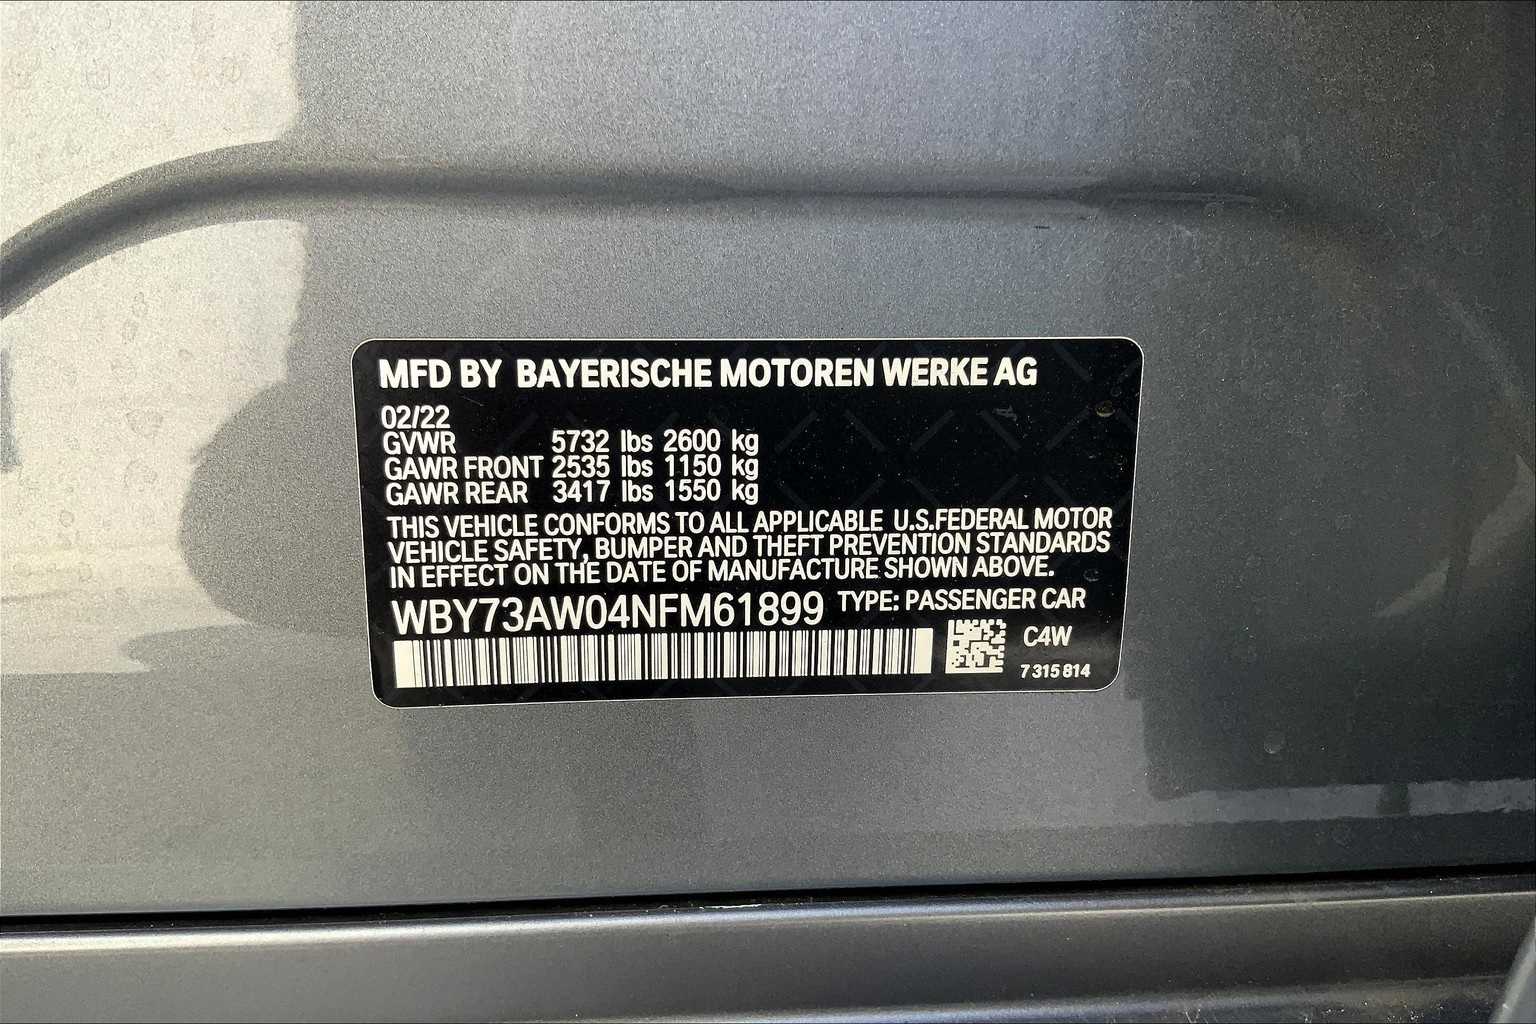 MFD BY BAYERISCHE MOTOREN WERKE AG
02/22
GVWR 5732 lbs 2600 kg
GAWR FRONT 2535 lbs 1150 kg
GAWR REAR 3417 lbs 1550 kg
THIS VEHICLE CONFORMS TO ALL APPLICABLE U.S.FEDERAL MOTOR
VEHICLE SAFETY, BUMPER AND THEFT PREVENTION STANDARDS
IN EFFECT ON THE DATE OF MANUFACTURE SHOWN ABOVE.
WBY73AW04NFM61899 TYPE: PASSENGER CAR
C4W
7 315 814